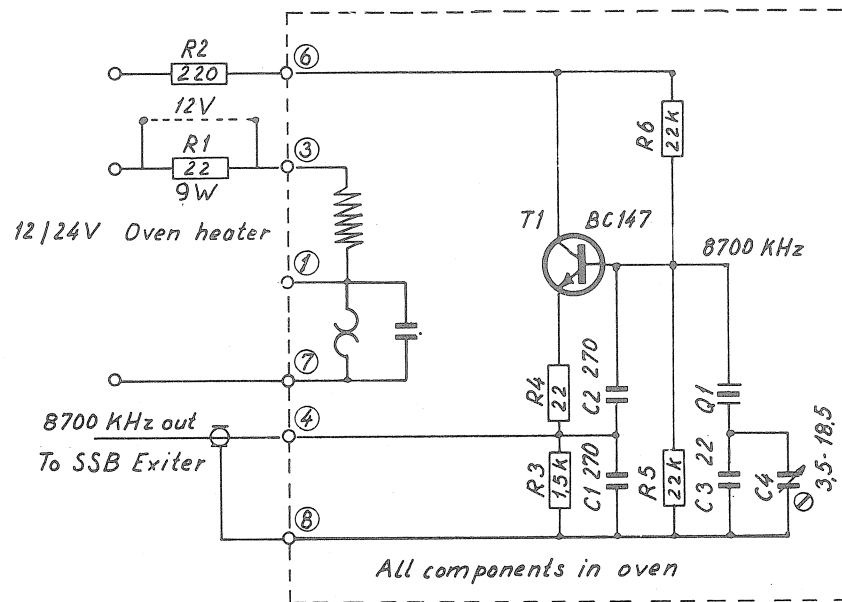 R2
220
6
12V
R1
22
9W
3
12/24V Oven heater
1
7
8700 KHz out
To SSB Exiter
4
8
R6
22k
T1 BC147
8700 KHz
R4
22
C2 270
Q1
R3
1,5k
C1 270
R5
22k
C3 22
C4
3,5-18,5
All components in oven